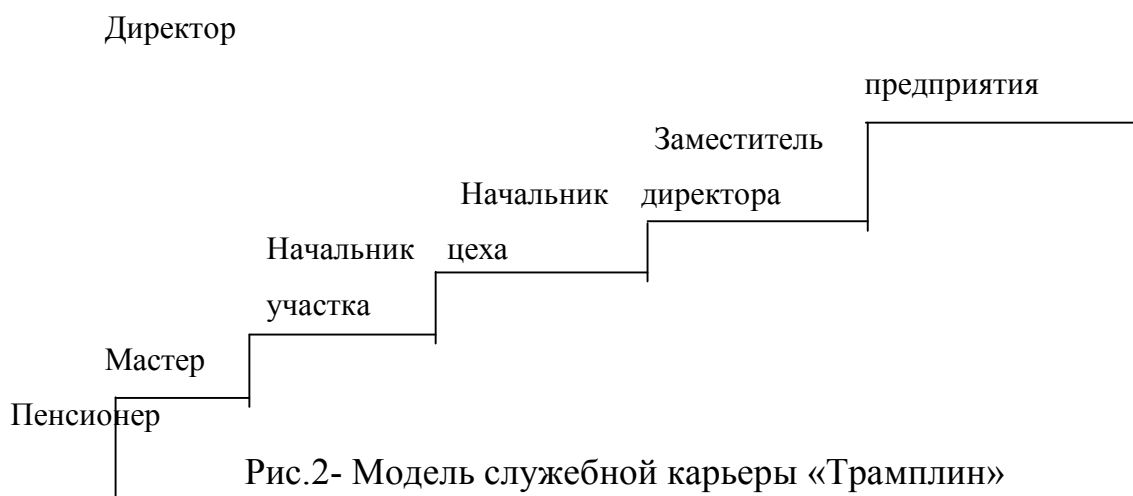 Директор
предприятия
Заместитель
Начальник директора
Начальник цеха
участка
Мастер
Пенсионер
Рис.2- Модель служебной карьеры «Трамплин»